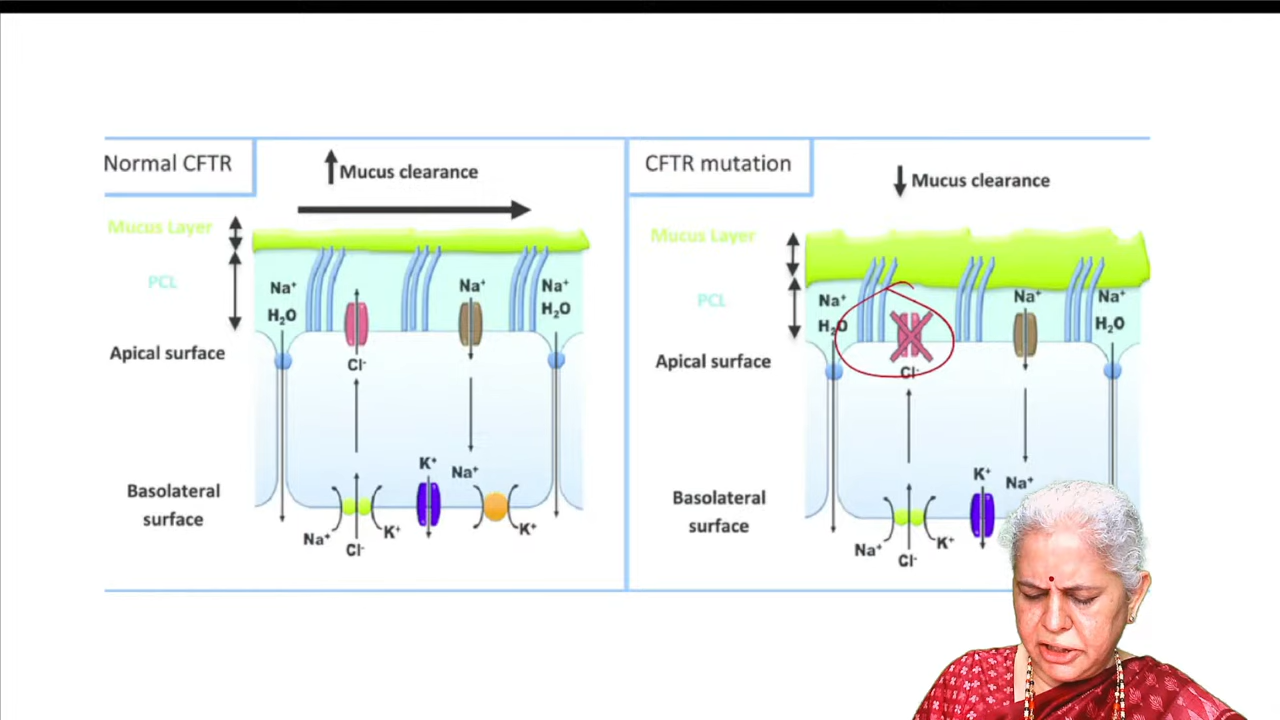 Normal CFTR
Mucus clearance
Mucus Layer
PCL
Na⁺
H₂O
Na⁺
Na⁺
H₂O
Apical surface
Cl⁻
K⁺
Na⁺
Basolateral
surface
Na⁺
Cl⁻
K⁺
K⁺
CFTR mutation
Mucus clearance
Mucus Layer
PCL
Na⁺
H₂O
Na⁺
Na⁺
H₂O
Apical surface
Cl⁻
K⁺
Na⁺
Basolateral
surface
Na⁺
Cl⁻
K⁺